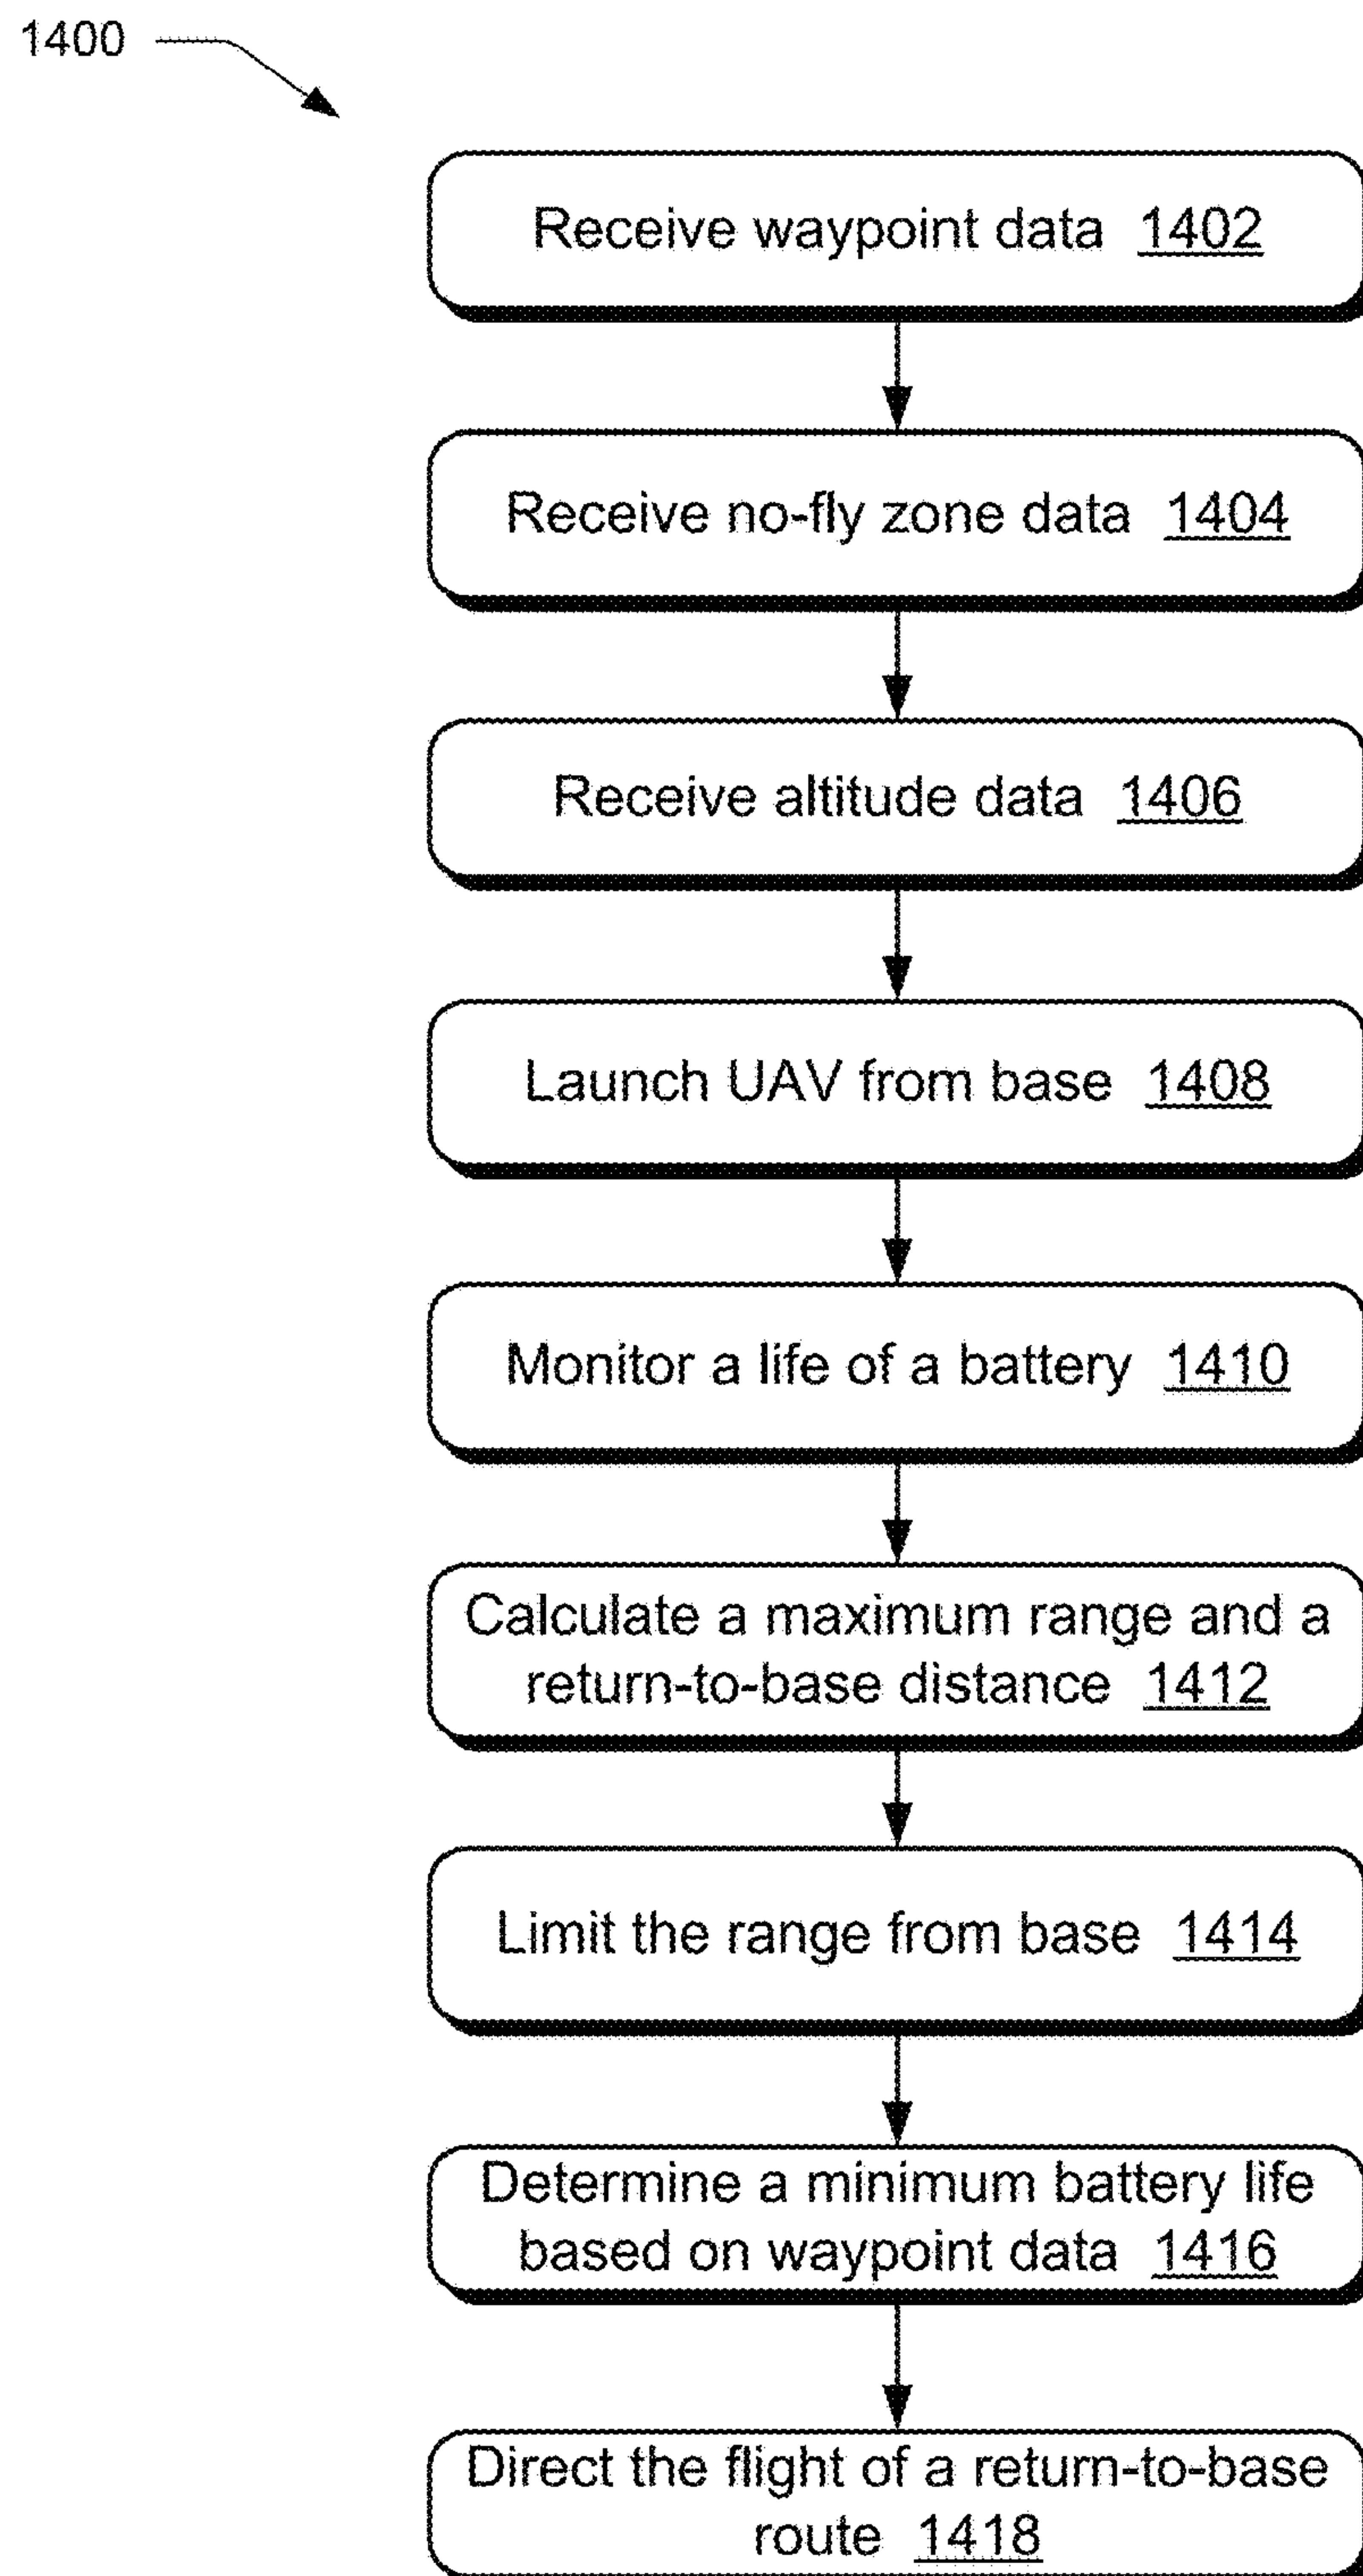 1400
Receive waypoint data 1402
Receive no-fly zone data 1404
Receive altitude data 1406
Launch UAV from base 1408
Monitor a life of a battery 1410
Calculate a maximum range and a
return-to-base distance 1412
Limit the range from base 1414
Determine a minimum battery life
based on waypoint data 1416
Direct the flight of a return-to-base
route 1418